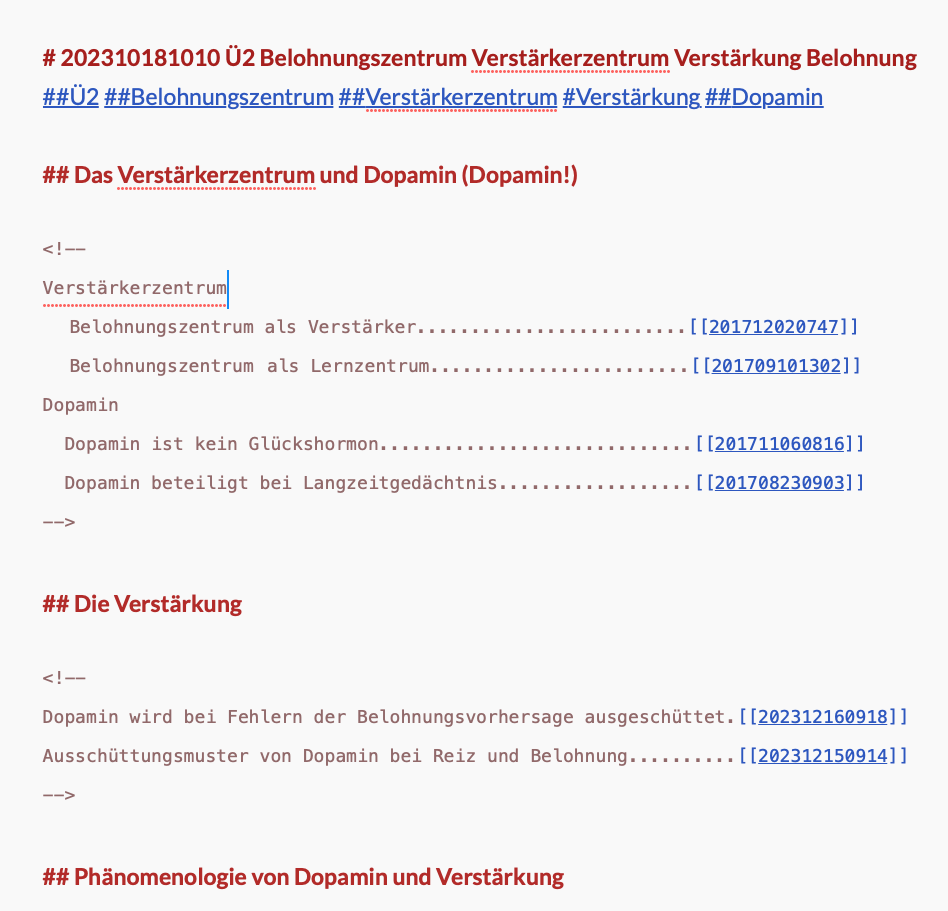 # 202310181010 Ü2 Belohnungszentrum Verstärkerzentrum Verstärkung Belohnung
##Ü2 ##Belohnungszentrum ##Verstärkerzentrum #Verstärkung ##Dopamin
## Das Verstärkerzentrum und Dopamin (Dopamin!)
<!--
Verstärkerzentrum
Belohnungszentrum als Verstärker.........................[[201712020747]]
Belohnungszentrum als Lernzentrum........................[[201709101302]]
Dopamin
Dopamin ist kein Glückshormon.............................[[201711060816]]
Dopamin beteiligt bei Langzeitgedächtnis..................[[201708230903]]
-->
## Die Verstärkung
<!--
Dopamin wird bei Fehlern der Belohnungsvorhersage ausgeschüttet.[[202312160918]]
Ausschüttungsmuster von Dopamin bei Reiz und Belohnung..........[[202312150914]]
-->
## Phänomenologie von Dopamin und Verstärkung